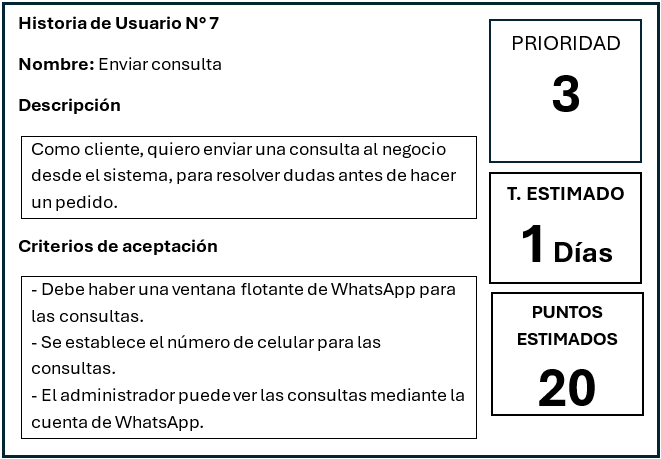 Historia de Usuario N° 7
Nombre: Enviar consulta
Descripción
Como cliente, quiero enviar una consulta al negocio
desde el sistema, para resolver dudas antes de hacer
un pedido.
Criterios de aceptación
- Debe haber una ventana flotante de WhatsApp para
las consultas.
- Se establece el número de celular para las
consultas.
- El administrador puede ver las consultas mediante la
cuenta de WhatsApp.
PRIORIDAD
3
T. ESTIMADO
1 Días
PUNTOS
ESTIMADOS
20